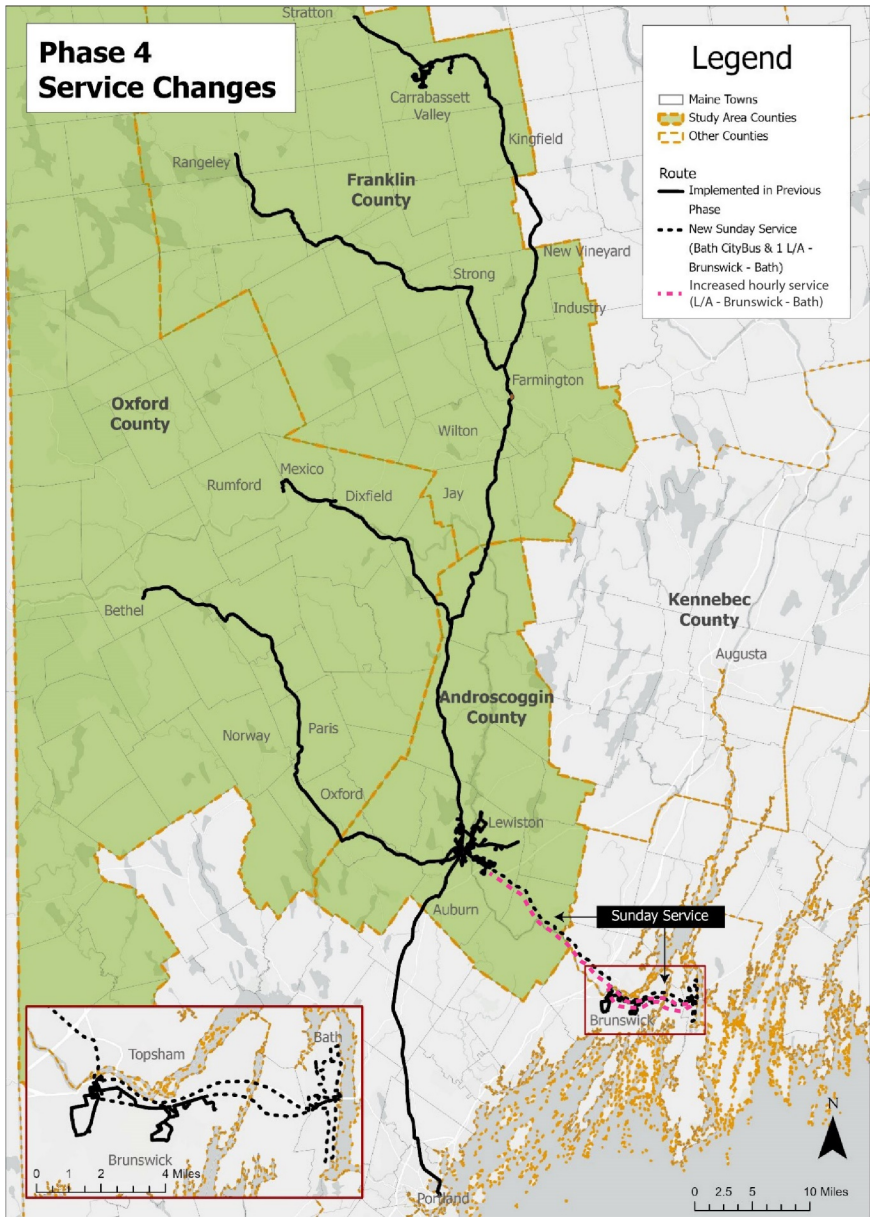 Phase 4
Service Changes
Legend
Maine Towns
Study Area Counties
Other Counties
Route
Implemented in Previous
Phase
New Sunday Service
(Bath CityBus & 1 L/A -
Brunswick - Bath)
Increased hourly service
(L/A - Brunswick - Bath)
Stratton
Carrabassett
Valley
Kingfield
Rangeley
Franklin
County
New Vineyard
Strong
Industry
Farmington
Oxford
County
Wilton
Mexico
Rumford
Dixfield
Jay
Bethel
Kennebec
County
Augusta
Androscoggin
County
Norway
Paris
Oxford
Lewiston
Auburn
Sunday Service
Brunswick
Topsham
Bath
Brunswick
0 1 2 4 Miles
Portland
N
0 2.5 5 10 Miles